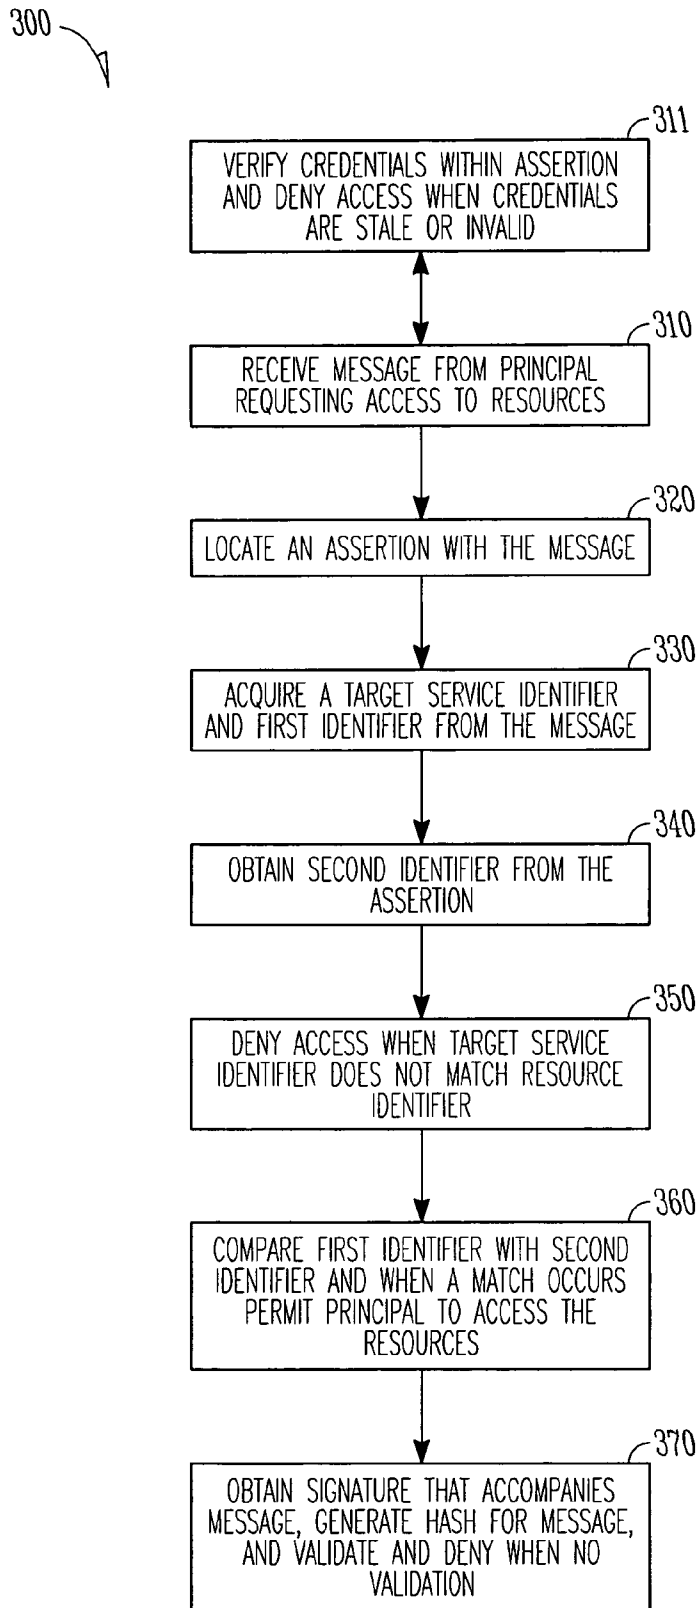 300
311
VERIFY CREDENTIALS WITHIN ASSERTION
AND DENY ACCESS WHEN CREDENTIALS
ARE STALE OR INVALID
310
RECEIVE MESSAGE FROM PRINCIPAL
REQUESTING ACCESS TO RESOURCES
320
LOCATE AN ASSERTION WITH THE MESSAGE
330
ACQUIRE A TARGET SERVICE IDENTIFIER
AND FIRST IDENTIFIER FROM THE MESSAGE
340
OBTAIN SECOND IDENTIFIER FROM THE
ASSERTION
350
DENY ACCESS WHEN TARGET SERVICE
IDENTIFIER DOES NOT MATCH RESOURCE
IDENTIFIER
360
COMPARE FIRST IDENTIFIER WITH SECOND
IDENTIFIER AND WHEN A MATCH OCCURS
PERMIT PRINCIPAL TO ACCESS THE
RESOURCES
370
OBTAIN SIGNATURE THAT ACCOMPANIES
MESSAGE, GENERATE HASH FOR MESSAGE,
AND VALIDATE AND DENY WHEN NO
VALIDATION